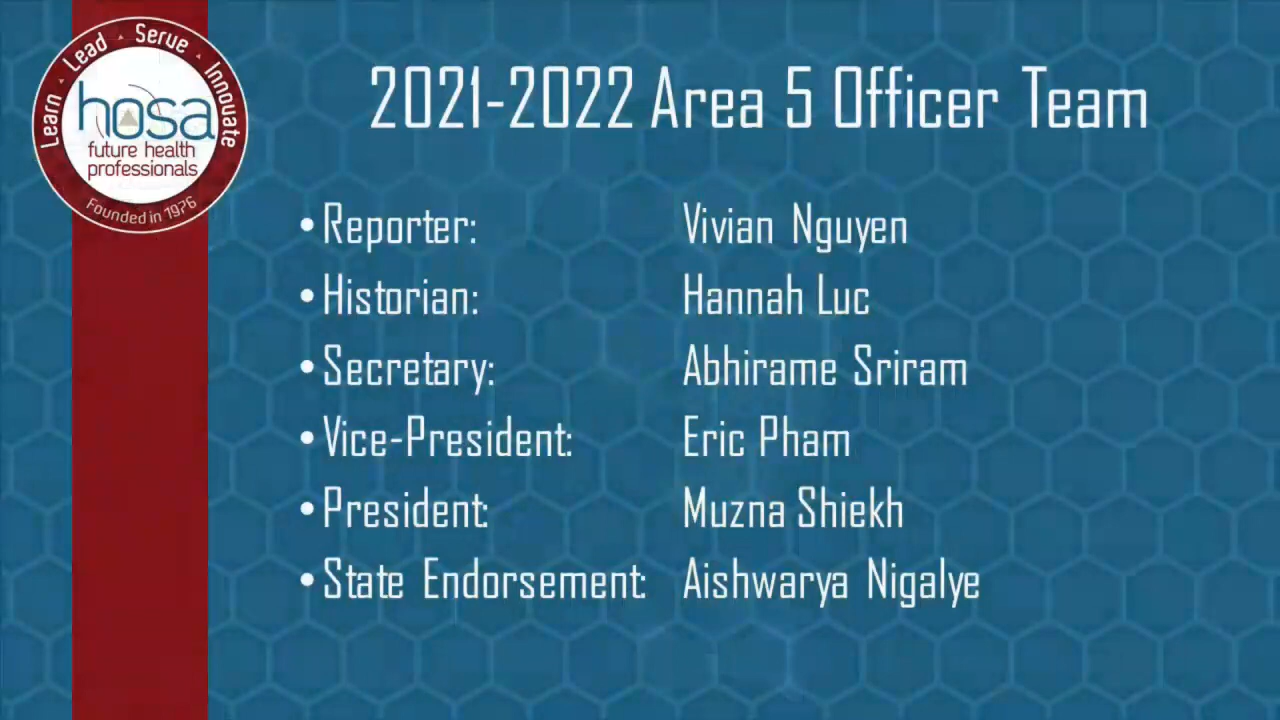 Learn · Lead · Serve · Innovate
hosa
future health
professionals
Founded in 1976
2021-2022 Area 5 Officer Team
• Reporter: Vivian Nguyen
• Historian: Hannah Luc
• Secretary: Abhirame Sriram
• Vice-President: Eric Pham
• President: Muzna Shiekh
• State Endorsement: Aishwarya Nigalye